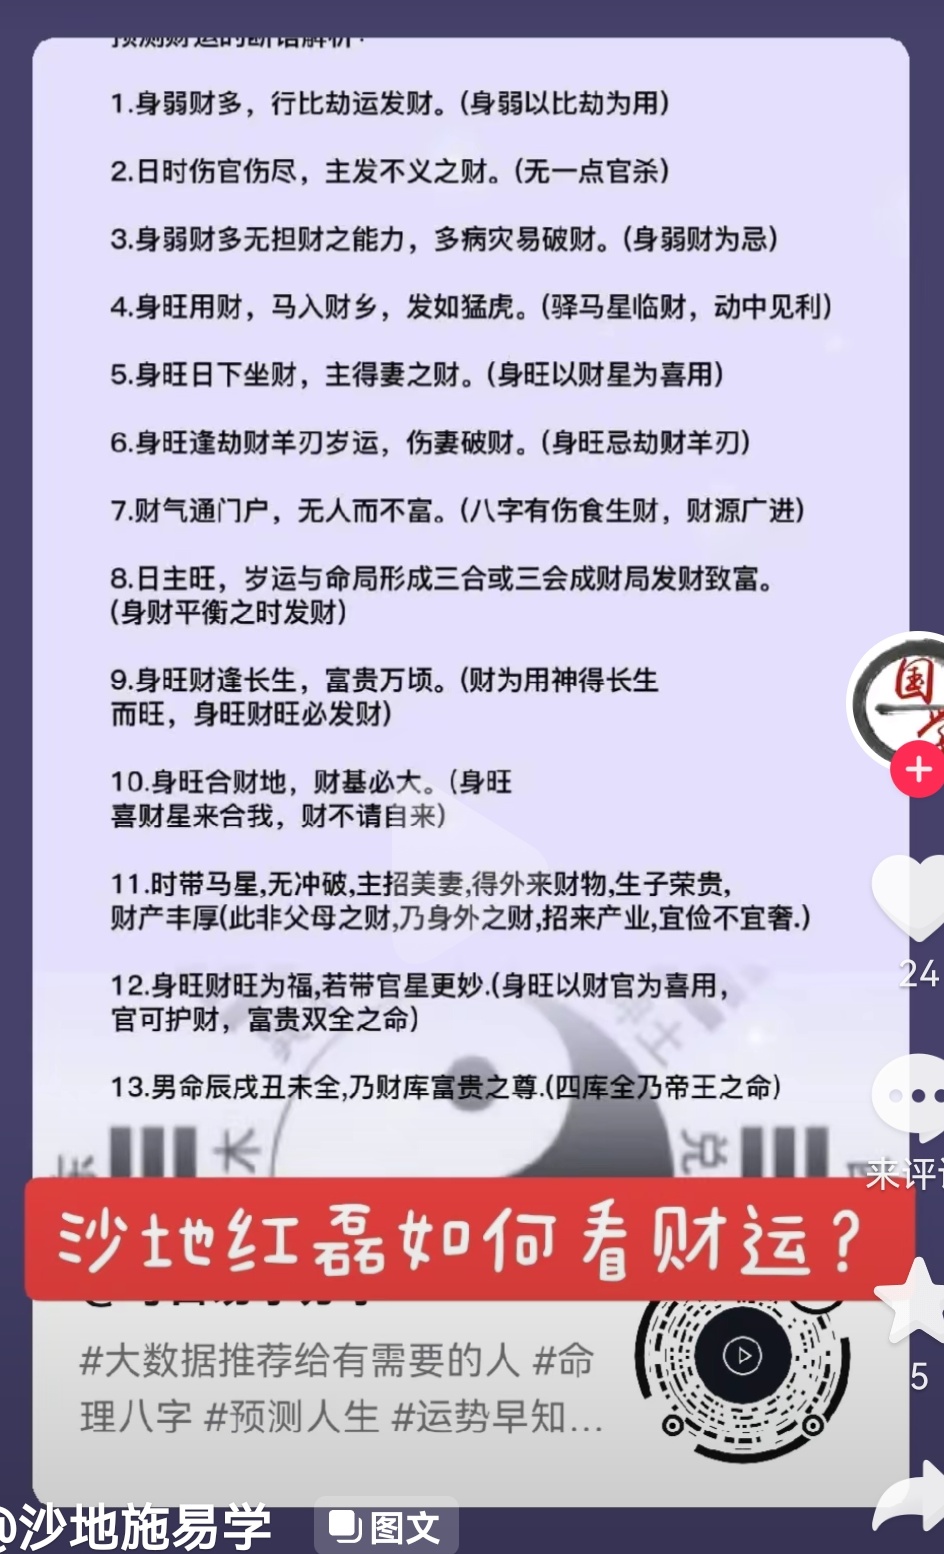 预测财运的断语解析:
1.身弱财多，行比劫运发财。(身弱以比劫为用)
2.日时伤官伤尽，主发不义之财。(无一点官杀)
3.身弱财多无担财之能力，多病灾易破财。(身弱财为忌)
4.身旺用财，马入财乡，发如猛虎。(驿马星临财，动中见利)
5.身旺日下坐财，主得妻之财。(身旺以财星为喜用)
6.身旺逢劫财羊刃岁运，伤妻破财。(身旺忌劫财羊刃)
7.财气通门户，无人而不富。(八字有伤食生财，财源广进)
8.日主旺，岁运与命局形成三合或三会成财局发财致富。
(身财平衡之时发财)
9.身旺财逢长生，富贵万顷。(财为用神得长生
而旺，身旺财旺必发财)
国
10.身旺合财地，财基必大。(身旺
喜财星来合我，财不请自来)
11.时带马星,无冲破,主招美妻,得外来财物,生子荣贵,
财产丰厚(此非父母之财,乃身外之财,招来产业,宜俭不宜奢.)
24
12.身旺财旺为福,若带官星更妙.(身旺以财官为喜用，
官可护财，富贵双全之命)
13.男命辰戌丑未全,乃财库富贵之尊.(四库全乃帝王之命)
木
兑
来评
沙地红磊如何看财运?
#大数据推荐给有需要的人 #命
理八字 #预测人生 #运势早知...
5
@沙地施易学
图文